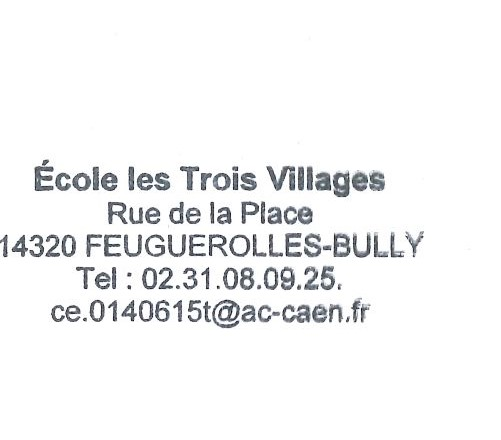 École les Trois Villages
Rue de la Place
14320 FEUGUEROLLES-BULLY
Tel : 02.31.08.09.25.
ce.0140615t@ac-caen.fr